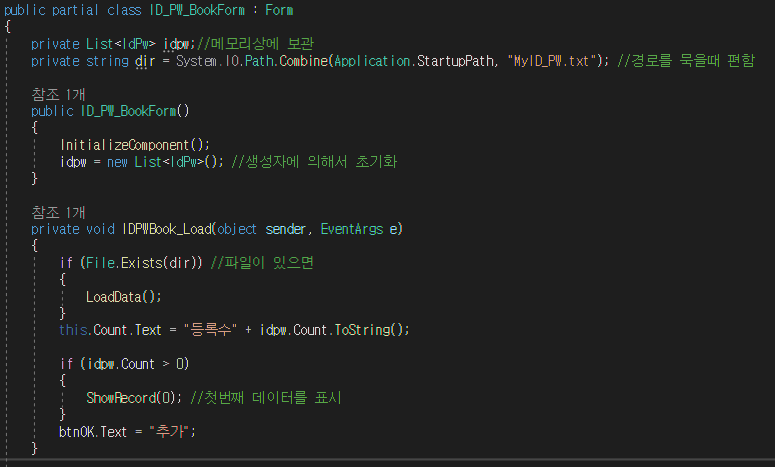 public partial class ID_PW_BookForm : Form
{
private List<IdPw> idpw;//메모리상에 보관
private string dir = System.IO.Path.Combine(Application.StartupPath, "MyID_PW.txt"); //경로를 묶을때 편함
참조 1개
public ID_PW_BookForm()
{
InitializeComponent();
idpw = new List<IdPw>(); //생성자에 의해서 초기화
}
참조 1개
private void IDPWBook_Load(object sender, EventArgs e)
{
if (File.Exists(dir)) //파일이 있으면
{
LoadData();
}
this.Count.Text = "등록수" + idpw.Count.ToString();
if (idpw.Count > 0)
{
ShowRecord(0); //첫번째 데이터를 표시
}
btnOK.Text = "추가";
}